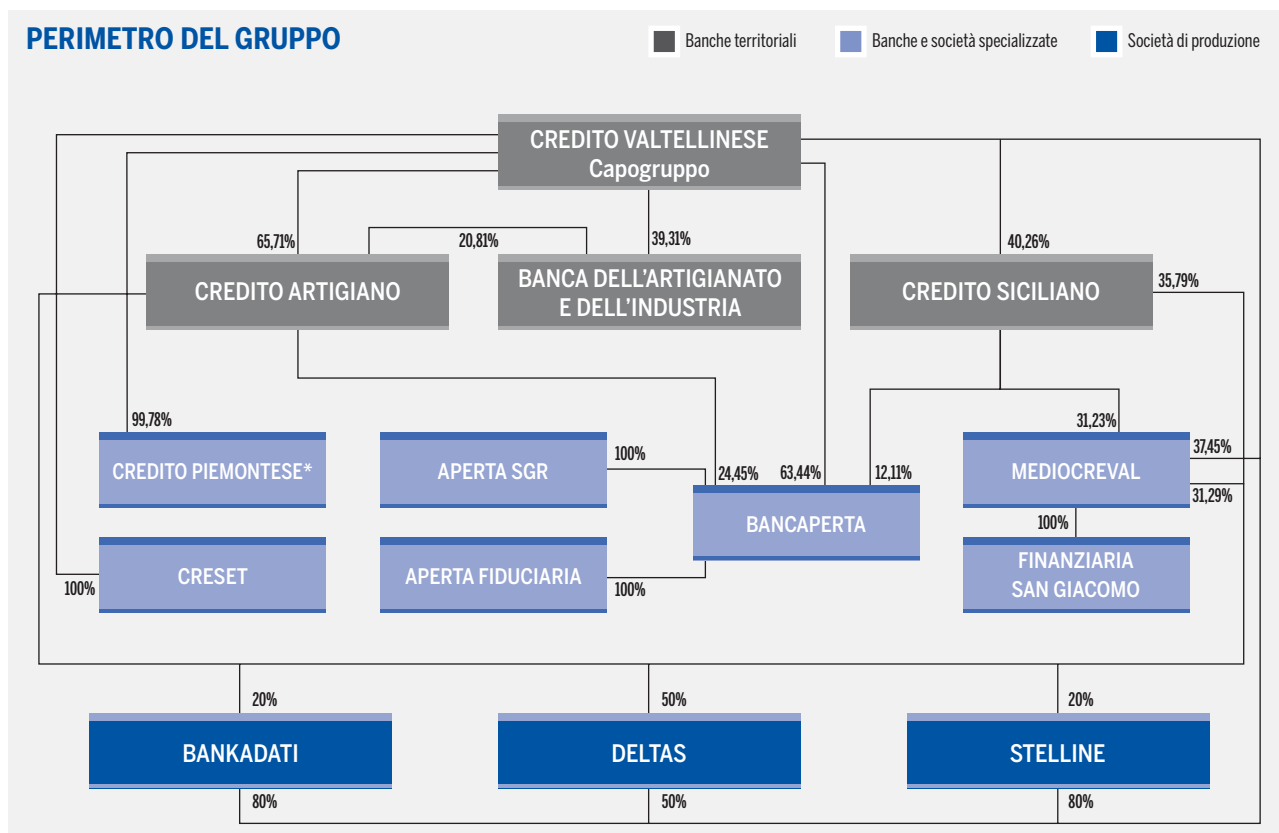 PERIMETRO DEL GRUPPO
Banche territoriali
Banche e società specializzate
Società di produzione
CREDITO VALTELLINESE
Capogruppo
65,71%
20,81%
39,31%
40,26%
CREDITO ARTIGIANO
BANCA DELL'ARTIGIANATO
E DELL'INDUSTRIA
CREDITO SICILIANO
35,79%
99,78%
31,23%
CREDITO PIEMONTESE*
APERTA SGR
100%
24,45%
63,44%
12,11%
MEDIOCREVAL
37,45%
31,29%
BANCAPERTA
100%
100%
CRESET
APERTA FIDUCIARIA
100%
FINANZIARIA
SAN GIACOMO
20%
50%
20%
BANKADATI
DELTAS
STELLINE
80%
50%
80%